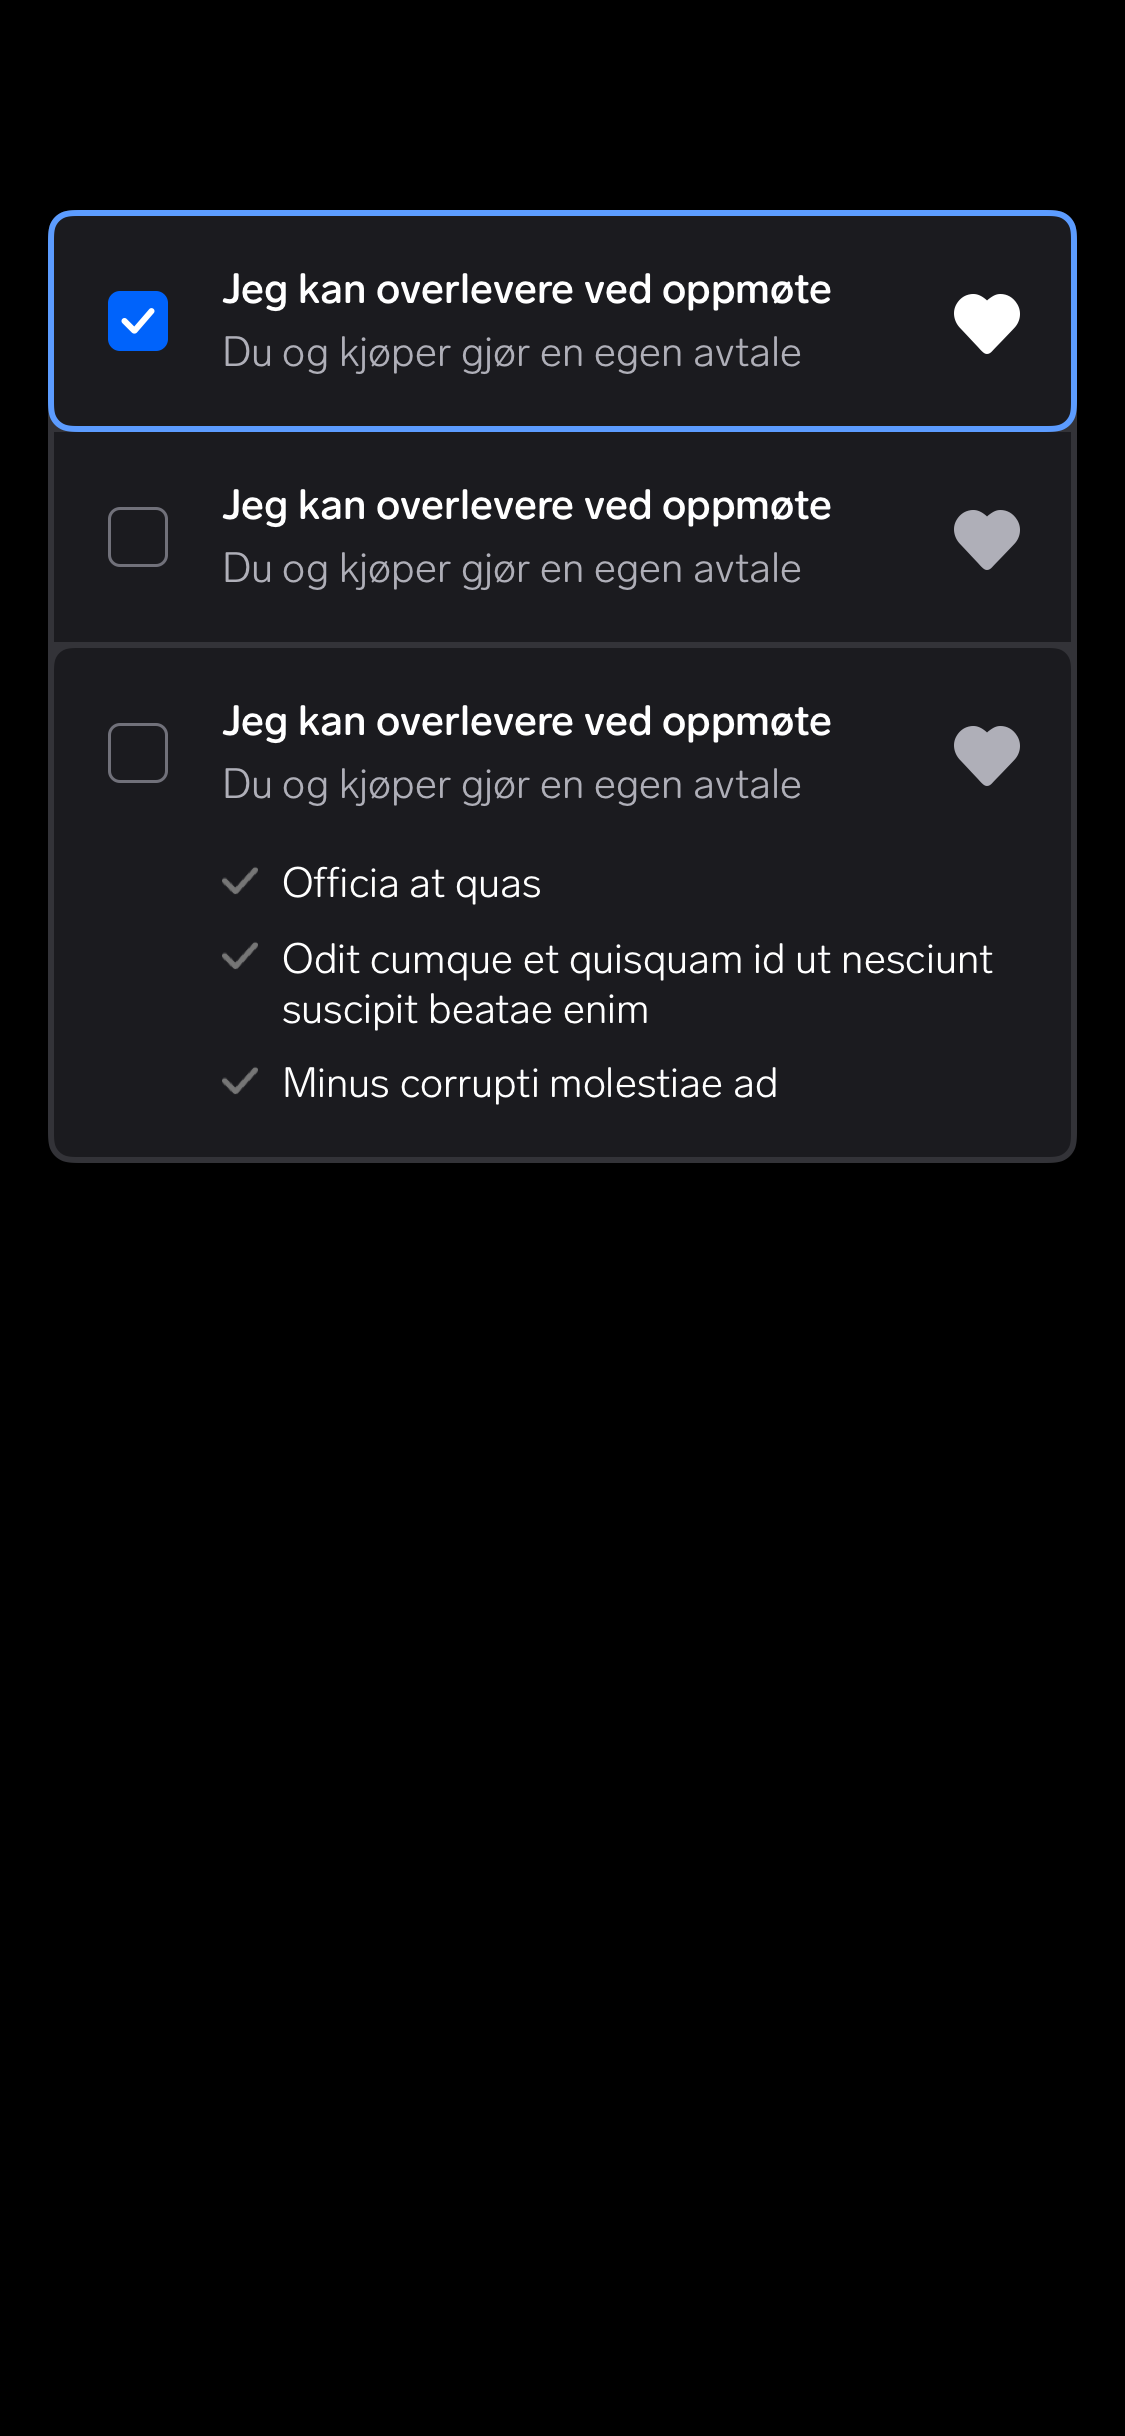 Jeg kan overlevere ved oppmøte
Du og kjøper gjør en egen avtale
Jeg kan overlevere ved oppmøte
Du og kjøper gjør en egen avtale
Jeg kan overlevere ved oppmøte
Du og kjøper gjør en egen avtale
Officia at quas
Odit cumque et quisquam id ut nesciunt
suscipit beatae enim
Minus corrupti molestiae ad